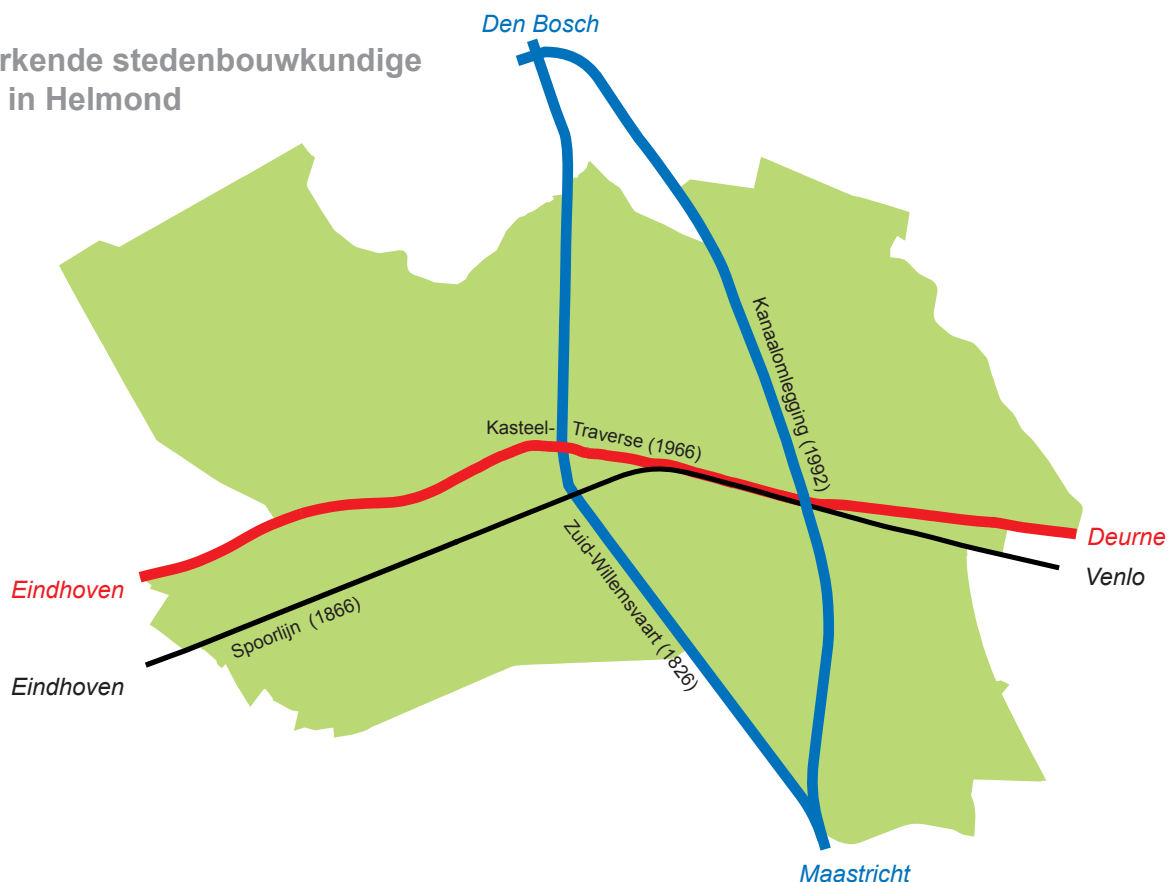 Den Bosch
rkende stedenbouwkundige
in Helmond
Kanaalomlegging (1992)
Kasteel- Traverse (1966)
Zuid-Willemsvaart (1826)
Deurne
Venlo
Eindhoven
Spoorlijn (1866)
Eindhoven
Maastricht